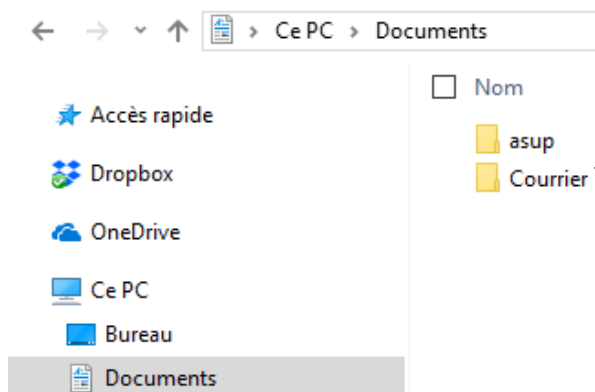 Ce PC > Documents
Nom
Accès rapide
asup
Dropbox
Courrier
OneDrive
Ce PC
Bureau
Documents